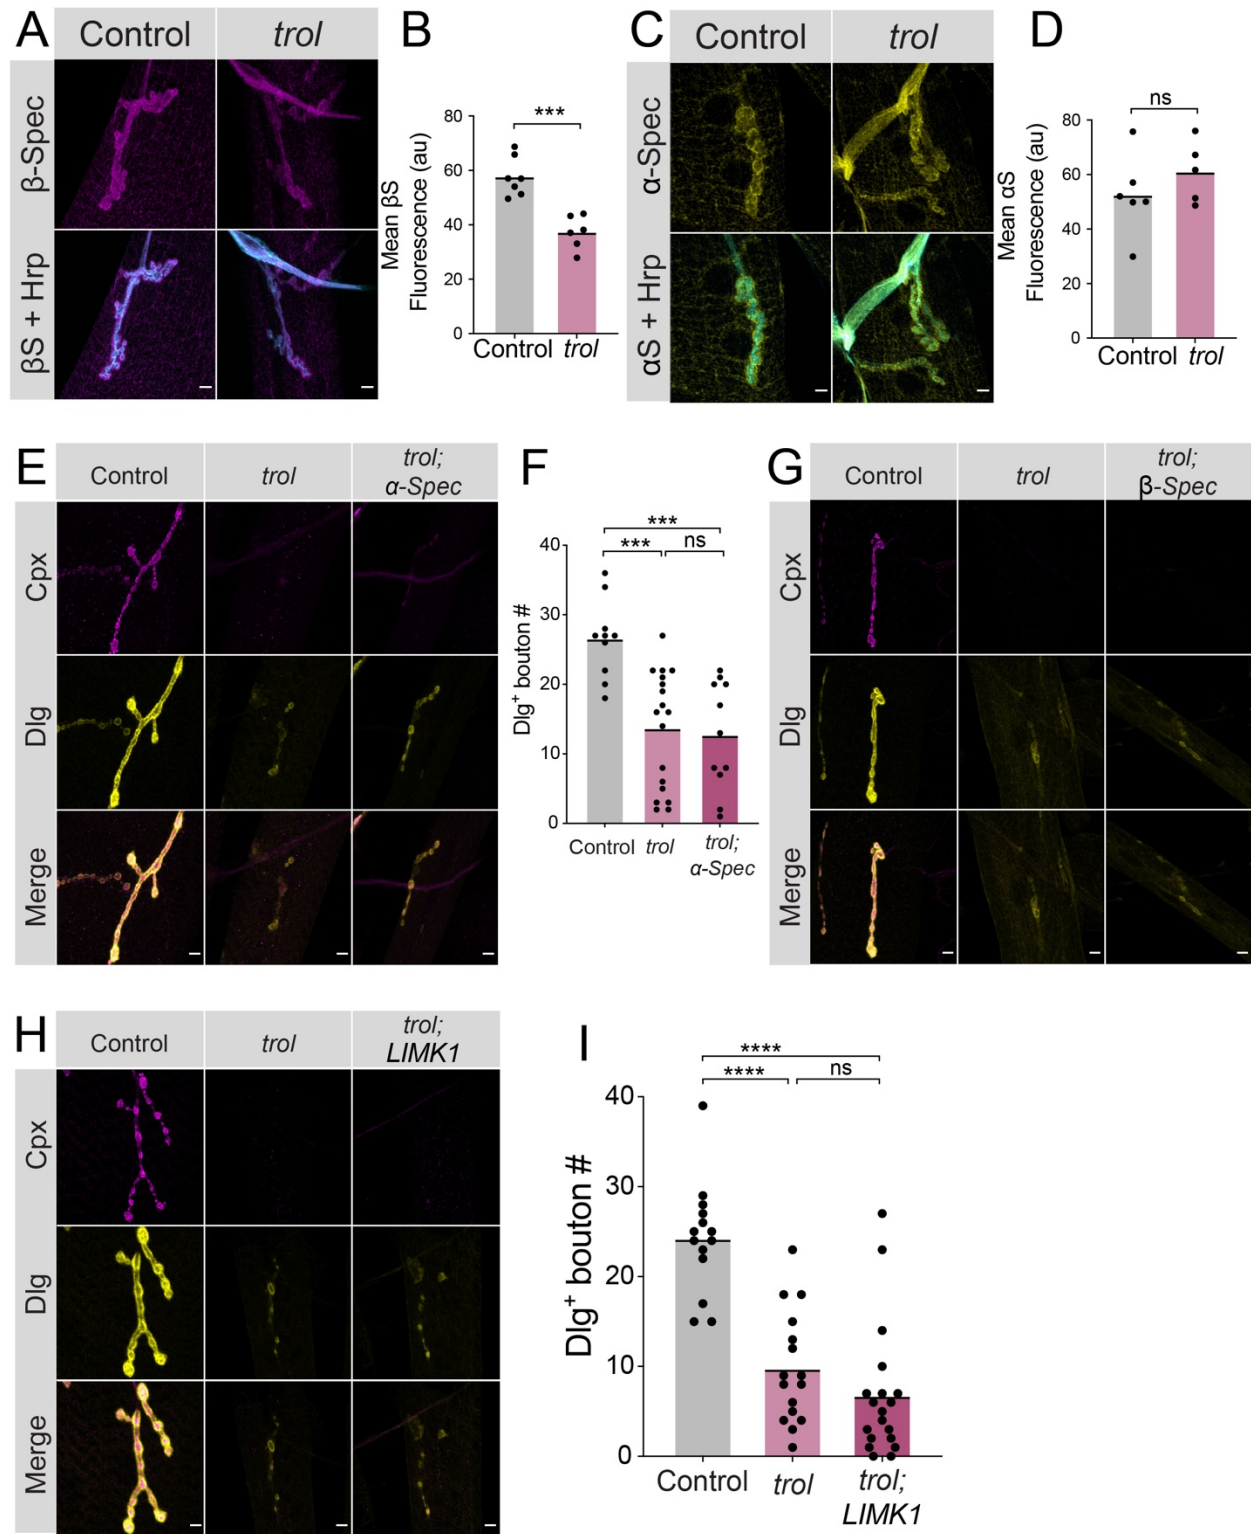 A
Control
trol
β-Spec
βS + Hrp
B
***
Mean βS
Fluorescence (au)
80
60
40
20
0
Control
trol
C
Control
trol
α-Spec
αS + Hrp
D
ns
Mean αS
Fluorescence (au)
80
60
40
20
0
Control
trol
E
Control
trol
trol;
α-Spec
Cpx
Dlg
Merge
F
***
***
ns
Dlg⁺ bouton #
40
30
20
10
0
Control
trol
trol;
α-Spec
G
Control
trol
trol;
β-Spec
Cpx
Dlg
Merge
H
Control
trol
trol;
LIMK1
Cpx
Dlg
Merge
I
****
****
ns
Dlg⁺ bouton #
40
30
20
10
0
Control
trol
trol;
LIMK1